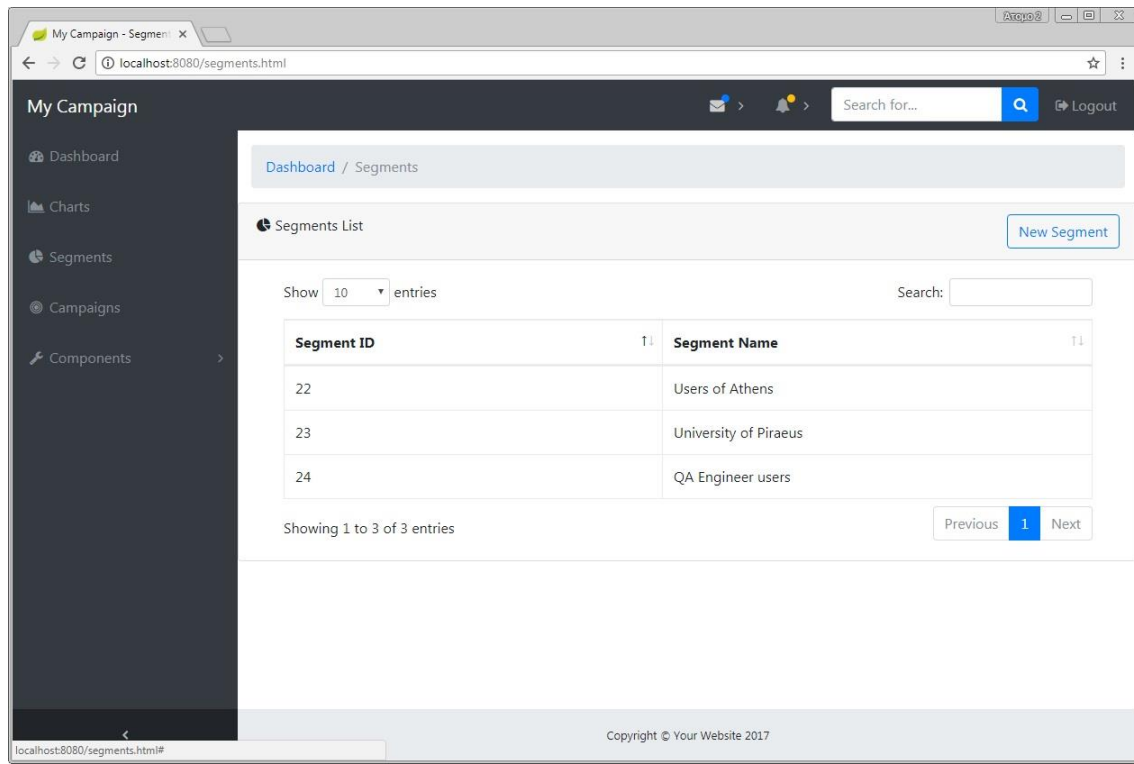 Άτομο 2
My Campaign - Segment
localhost:8080/segments.html
My Campaign
Search for...
Logout
Dashboard
Charts
Segments
Campaigns
Components
Dashboard / Segments
Segments List
New Segment
Show 10 entries
Search:
Segment ID Segment Name
22 Users of Athens
23 University of Piraeus
24 QA Engineer users
Showing 1 to 3 of 3 entries
Previous 1 Next
Copyright © Your Website 2017
localhost:8080/segments.html#